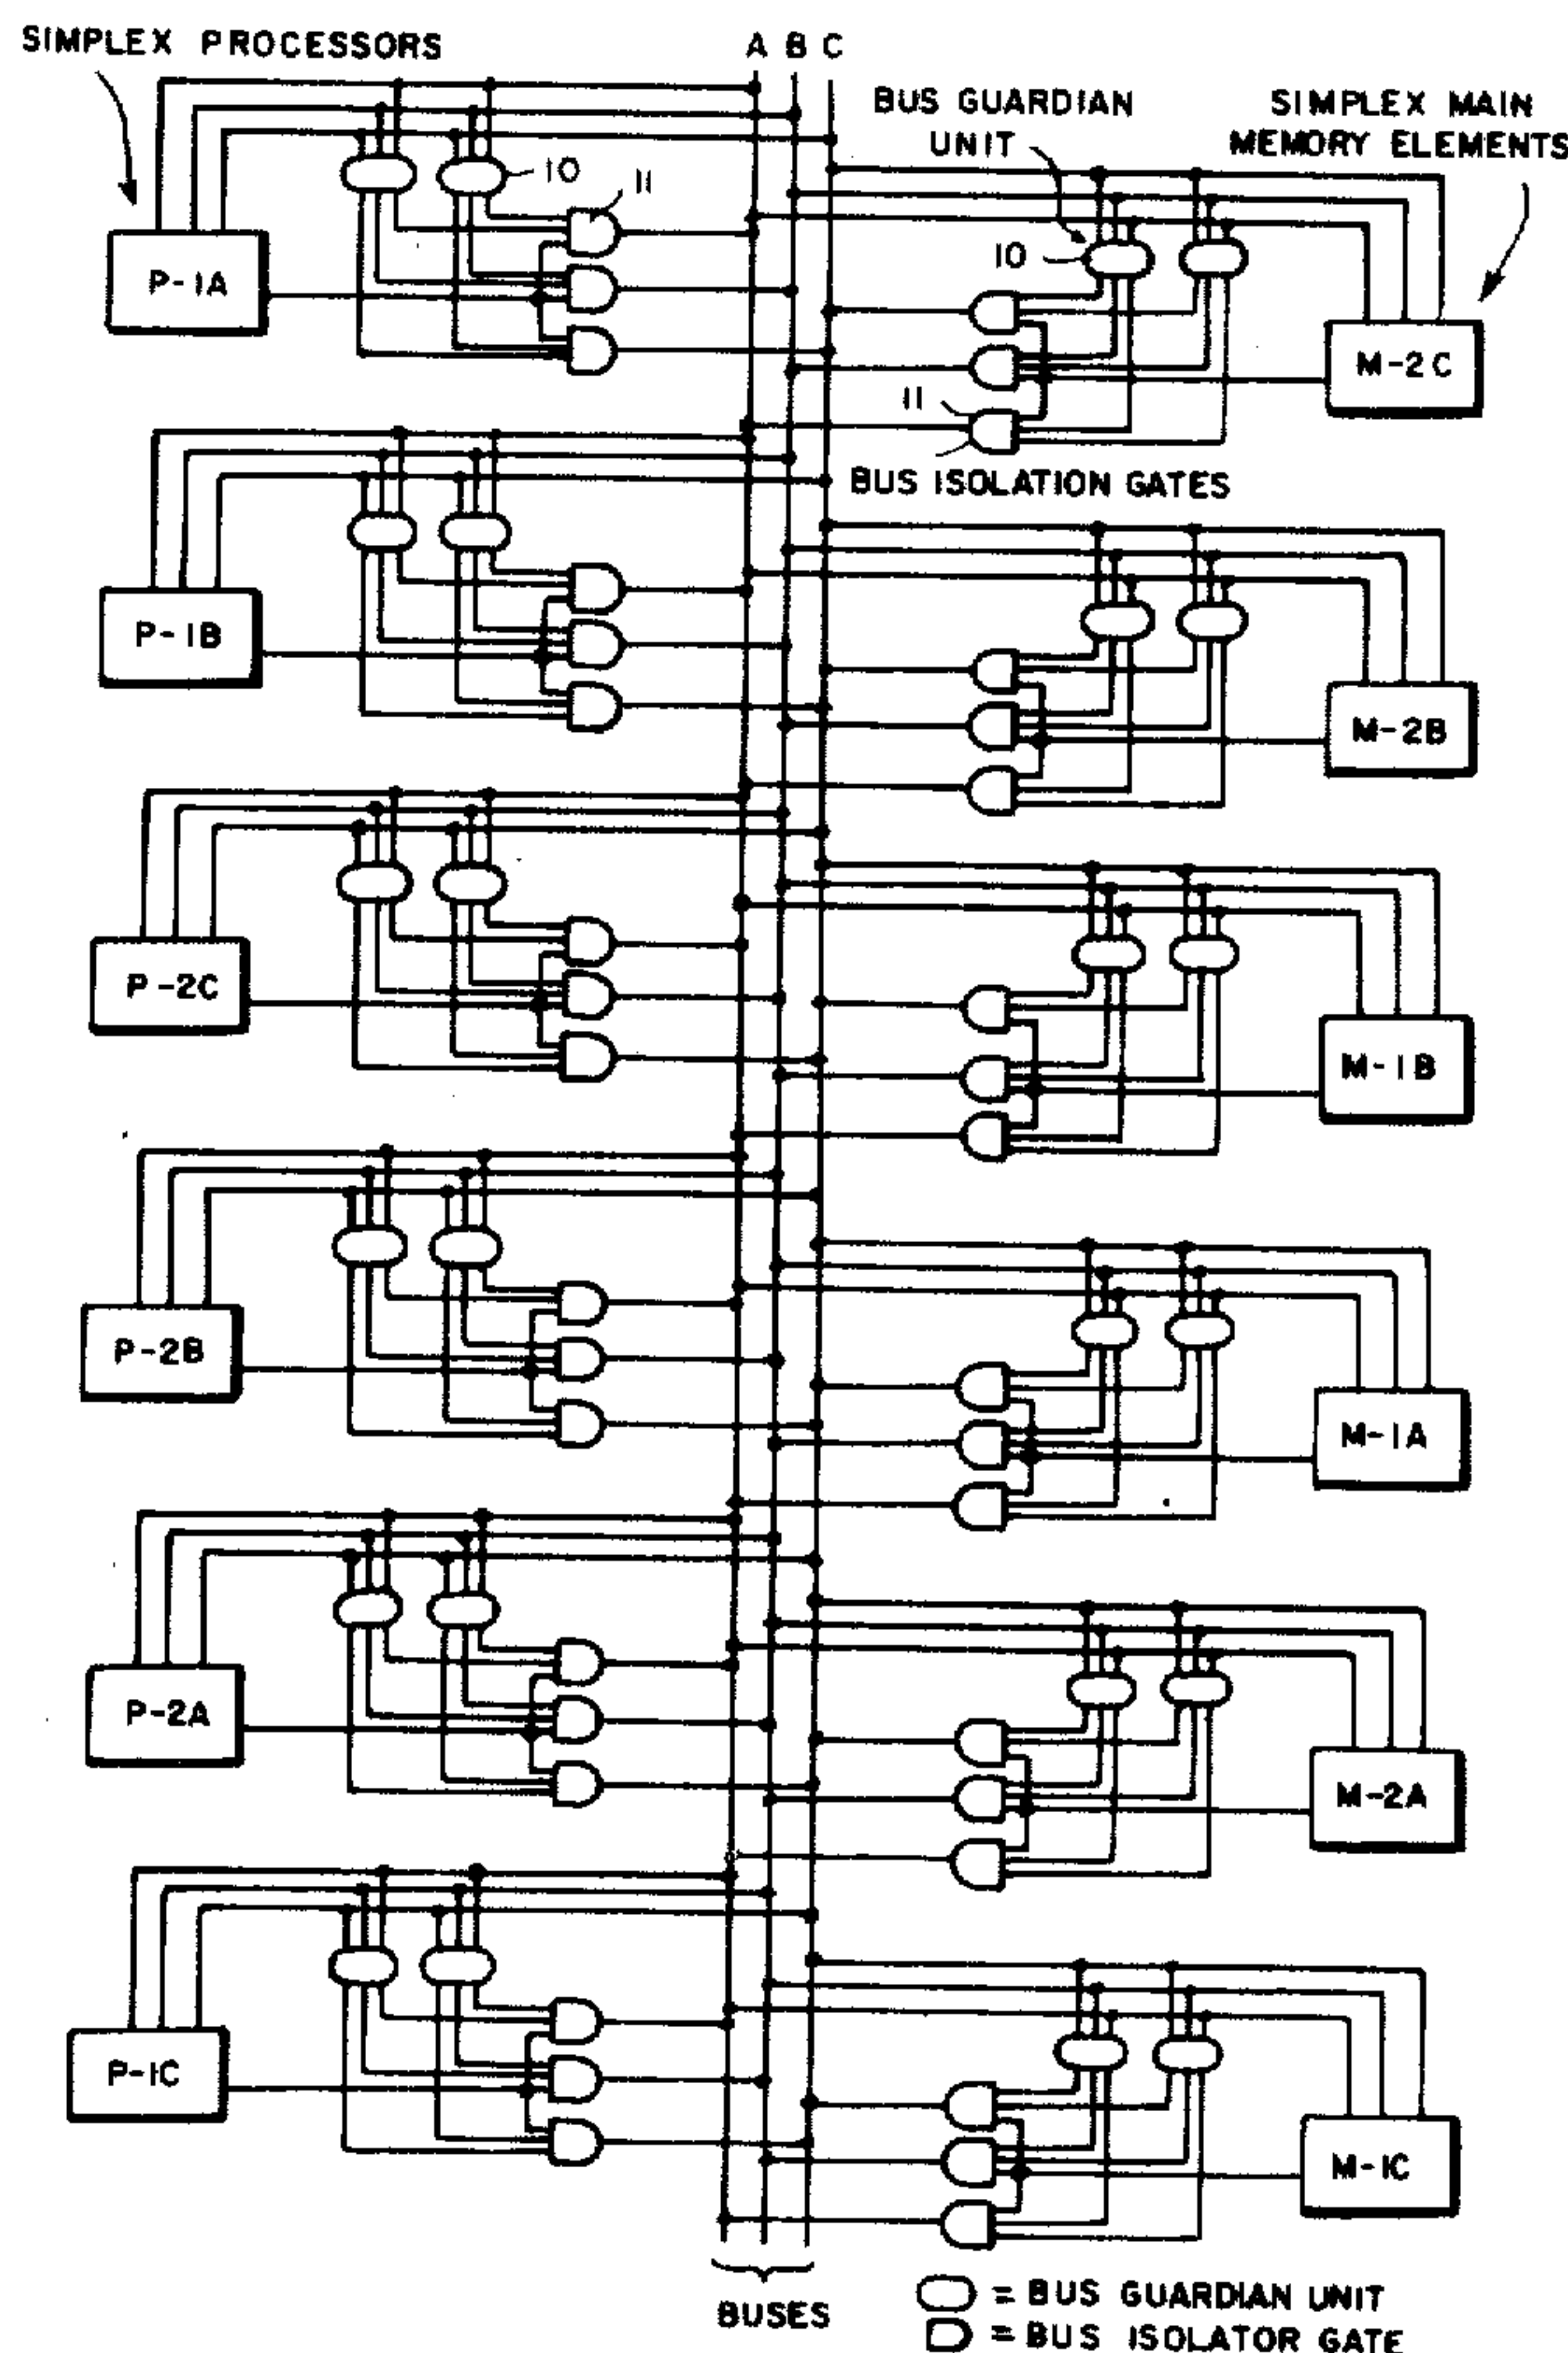 SIMPLEX PROCESSORS
A B C
BUS GUARDIAN
UNIT
SIMPLEX MAIN
MEMORY ELEMENTS
10
11
P-1A
10
M-2C
11
BUS ISOLATION GATES
P-1B
M-2B
P-2C
M-1B
P-2B
M-1A
P-2A
M-2A
P-1C
M-1C
BUSES
= BUS GUARDIAN UNIT
= BUS ISOLATOR GATE